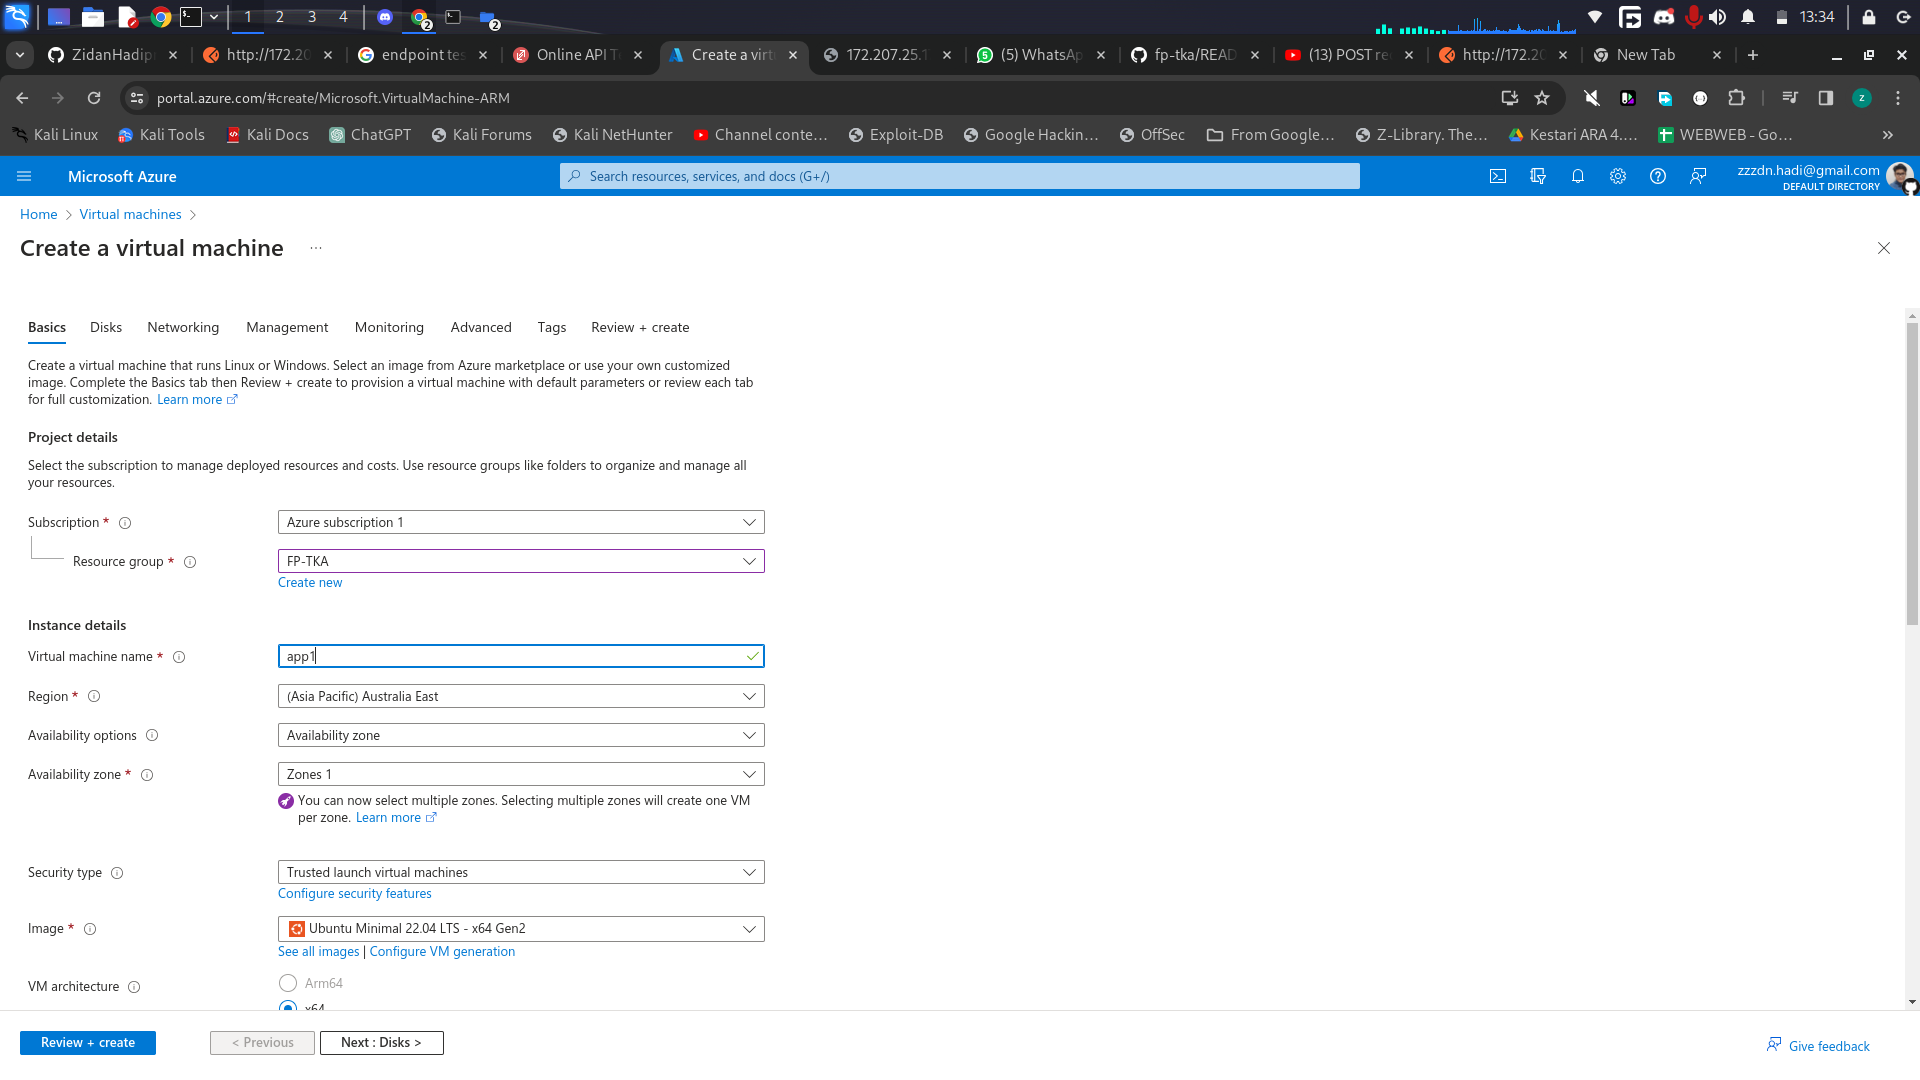 1 2 3 4 2 2 13:34
ZidanHadip http://172.20 endpoint tes Online API T Create a virt 172.207.25.1 (5) WhatsAp fp-tka/READ (13) POST re http://172.20 New Tab
portal.azure.com/#create/Microsoft.VirtualMachine-ARM
Kali Linux Kali Tools Kali Docs ChatGPT Kali Forums Kali NetHunter Channel conte... Exploit-DB Google Hackin... OffSec From Google... Z-Library. The... Kestari ARA 4.... WEBWEB - Go...
Microsoft Azure Search resources, services, and docs (G+/) zzzdn.hadi@gmail.com
DEFAULT DIRECTORY
Home > Virtual machines >
Create a virtual machine ...
Basics Disks Networking Management Monitoring Advanced Tags Review + create
Create a virtual machine that runs Linux or Windows. Select an image from Azure marketplace or use your own customized
image. Complete the Basics tab then Review + create to provision a virtual machine with default parameters or review each tab
for full customization. Learn more
Project details
Select the subscription to manage deployed resources and costs. Use resource groups like folders to organize and manage all
your resources.
Subscription * Azure subscription 1
Resource group * FP-TKA
Create new
Instance details
Virtual machine name * app1
Region * (Asia Pacific) Australia East
Availability options Availability zone
Availability zone * Zones 1
You can now select multiple zones. Selecting multiple zones will create one VM
per zone. Learn more
Security type Trusted launch virtual machines
Configure security features
Image * Ubuntu Minimal 22.04 LTS - x64 Gen2
See all images | Configure VM generation
VM architecture Arm64
x64
Review + create < Previous Next : Disks > Give feedback